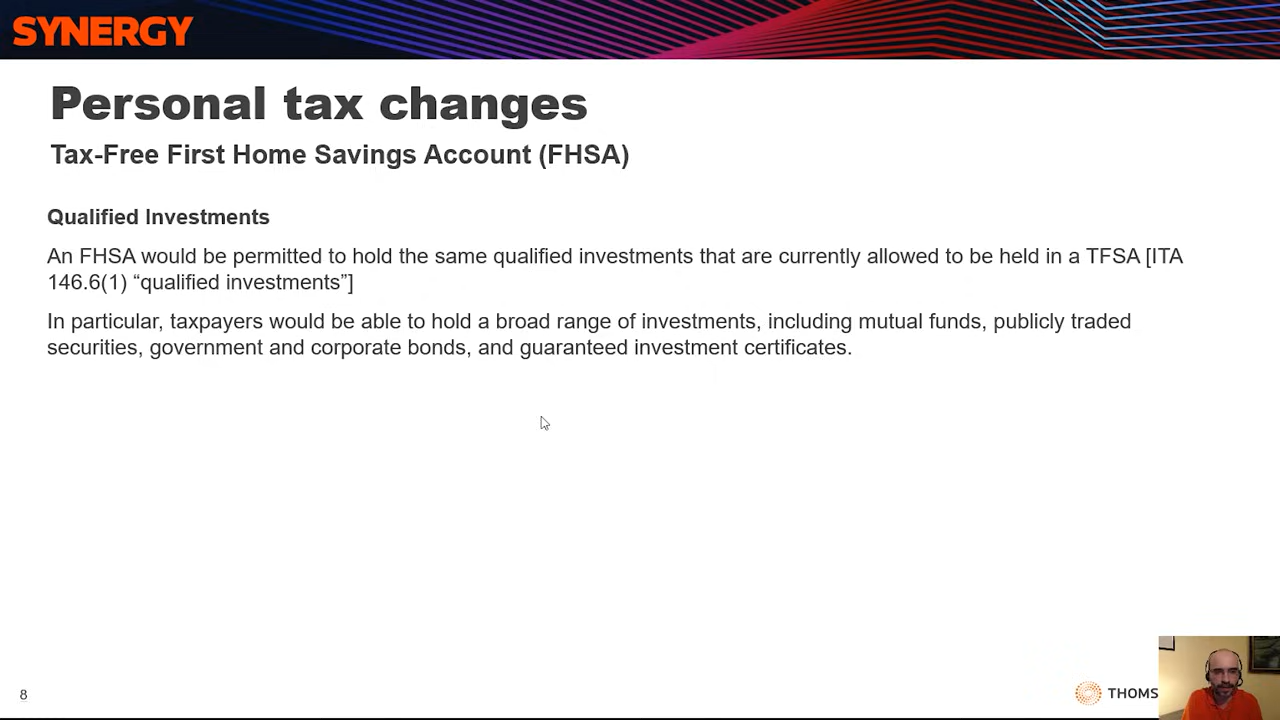 SYNERGY
Personal tax changes
Tax-Free First Home Savings Account (FHSA)
Qualified Investments
An FHSA would be permitted to hold the same qualified investments that are currently allowed to be held in a TFSA [ITA
146.6(1) “qualified investments”]
In particular, taxpayers would be able to hold a broad range of investments, including mutual funds, publicly traded
securities, government and corporate bonds, and guaranteed investment certificates.
8
THOMS